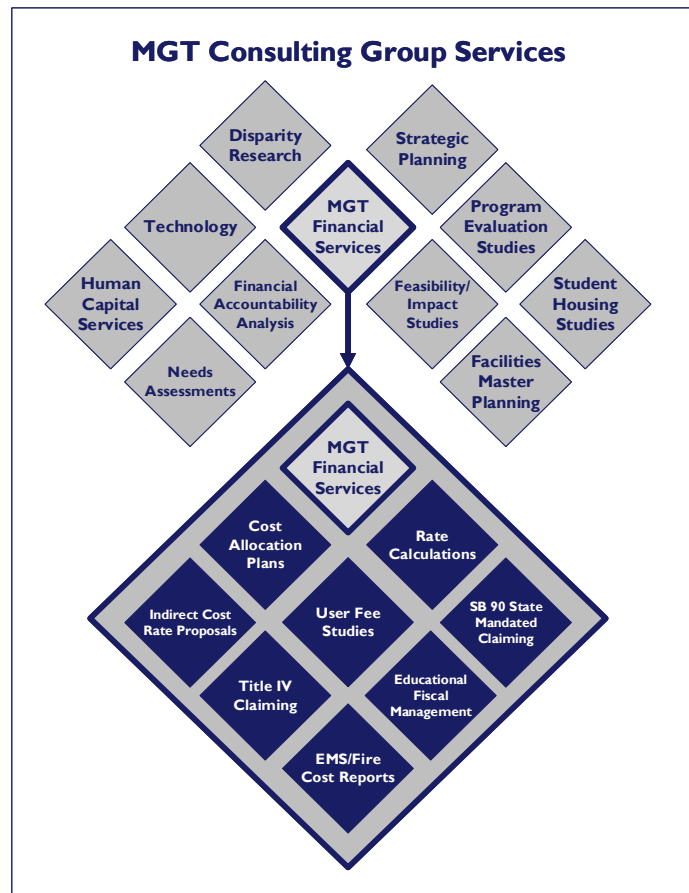 MGT Consulting Group Services
Disparity
Research
Strategic
Planning
MGT
Financial
Services
Technology
Program
Evaluation
Studies
Human
Capital
Services
Financial
Accountability
Analysis
Feasibility/
Impact
Studies
Student
Housing
Studies
Needs
Assessments
Facilities
Master
Planning
MGT
Financial
Services
Cost
Allocation
Plans
Rate
Calculations
Indirect Cost
Rate Proposals
User Fee
Studies
SB 90 State
Mandated
Claiming
Title IV
Claiming
Educational
Fiscal
Management
EMS/Fire
Cost Reports